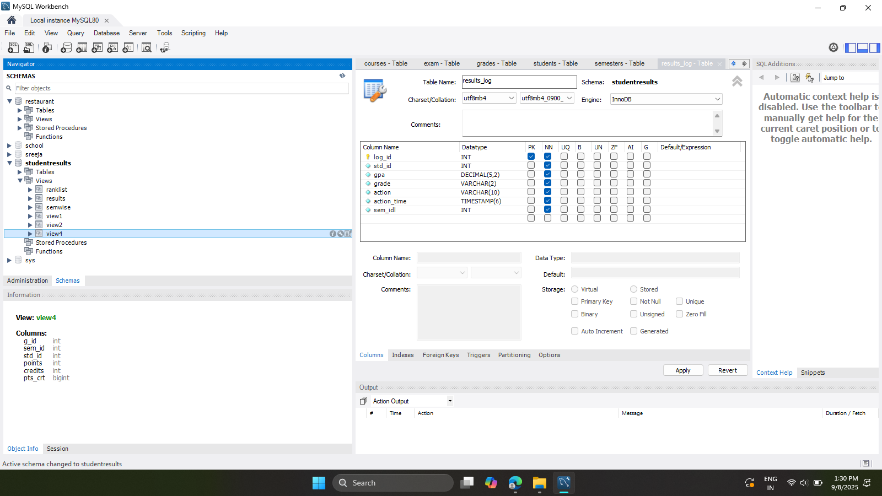 MySQL Workbench
Local instance MySQL80
File Edit View Query Database Server Tools Scripting Help
Navigator
SCHEMAS
Filter objects
restaurant
Tables
Views
Stored Procedures
Functions
school
sreeja
studentresults
Tables
Views
ranklist
results
semwise
view1
view2
view4
Stored Procedures
Functions
sys
Administration Schemas
Information
View: view4
Columns:
g_id int
sem_id int
std_id int
points int
credits int
pts_crt bigint
Object Info Session
Active schema changed to studentresults
courses - Table exam - Table grades - Table students - Table semesters - Table results_log - Table
Table Name: results_log Schema: studentresults
Charset/Collation: utf8mb4 utf8mb4_0900_ Engine: InnoDB
Comments:
Column Name Datatype PK NN UQ B UN ZF AI G Default/Expression
log_id INT
std_id INT
gpa DECIMAL(5,2)
grade VARCHAR(2)
action VARCHAR(10)
action_time TIMESTAMP(6)
sem_id INT
Column Name: Data Type:
Charset/Collation: Default:
Comments: Storage: Virtual Stored
Primary Key Not Null Unique
Binary Unsigned Zero Fill
Auto Increment Generated
Columns Indexes Foreign Keys Triggers Partitioning Options
Apply Revert
Output
Action Output
# Time Action Message Duration / Fetch
SQL Additions
Jump to
Automatic context help is
disabled. Use the toolbar to
manually get help for the
current caret position or to
toggle automatic help.
Context Help Snippets
Search
ENG
IN
1:30 PM
9/8/2025